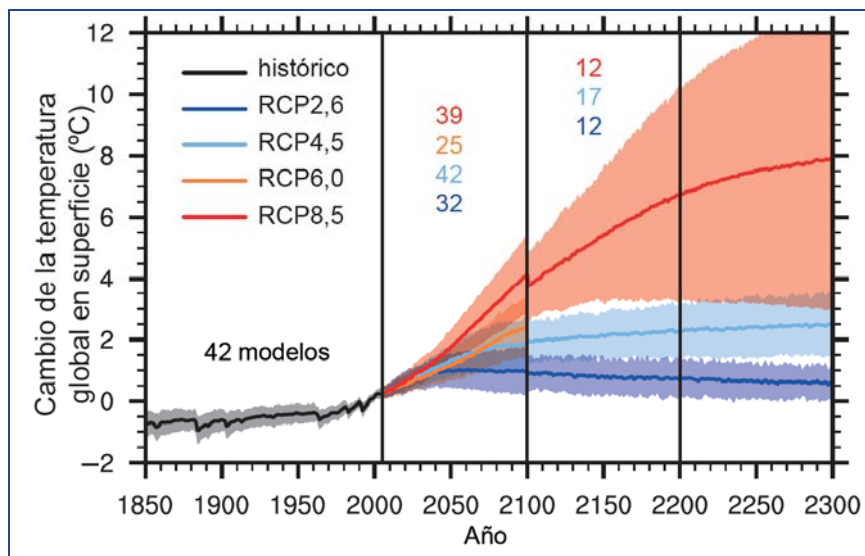 Cambio de la temperatura
global en superficie (ºC)
12
10
8
6
4
2
0
−2
histórico
RCP2,6
RCP4,5
RCP6,0
RCP8,5
42 modelos
39
25
42
32
12
17
12
1850 1900 1950 2000 2050 2100 2150 2200 2250 2300
Año